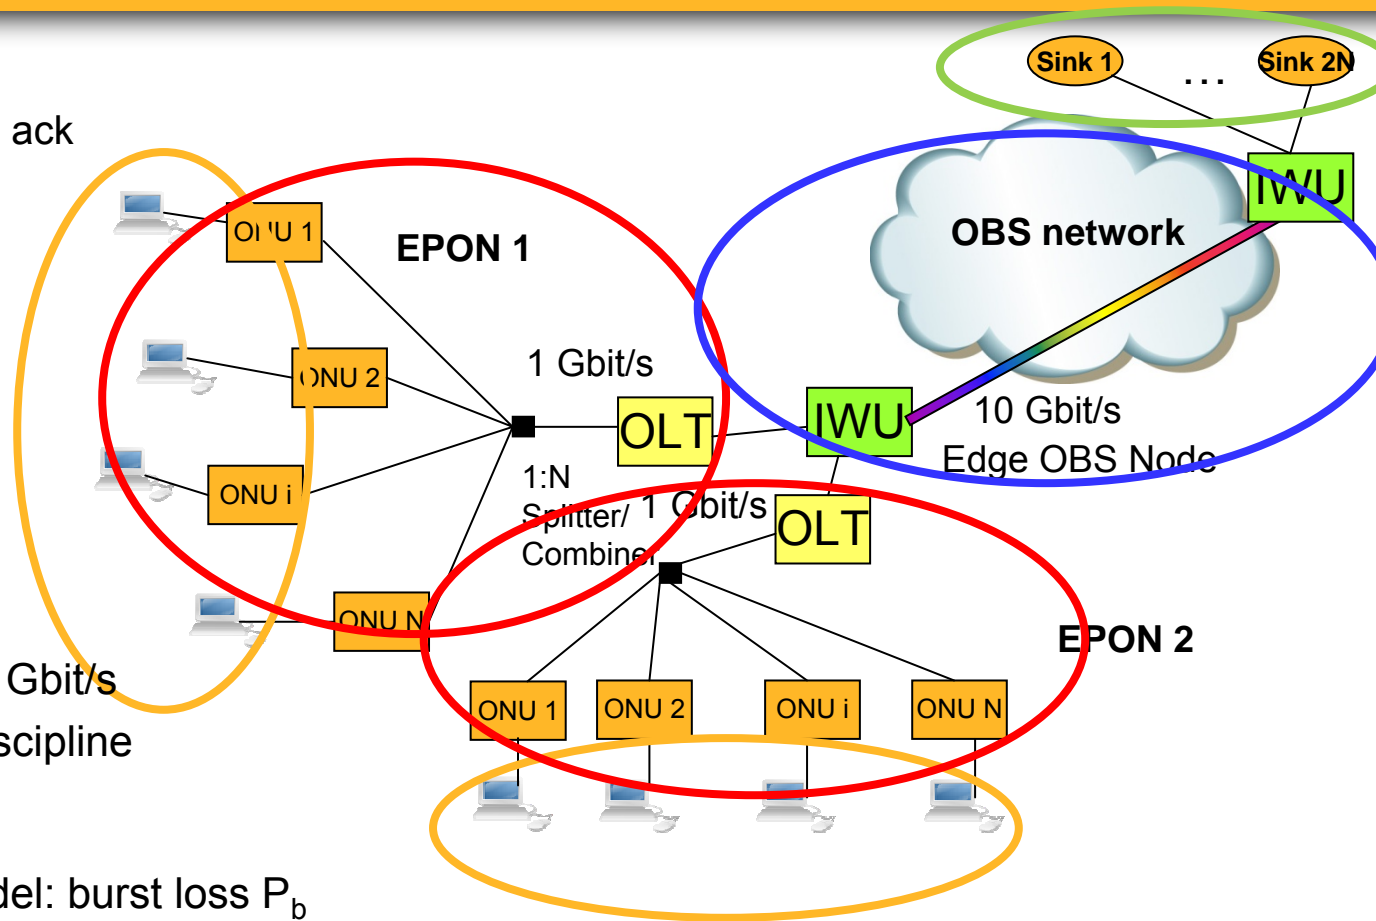 Sink 1
...
Sink 2N
ack
IWU
ONU 1
EPON 1
OBS network
1 Gbit/s
ONU 2
10 Gbit/s
OLT
IWU
Edge OBS Node
ONU i
1:N
Splitter/
Combiner
1 Gbit/s
OLT
ONU N
EPON 2
Gbit/s
ONU 1
ONU 2
ONU i
ONU N
scipline
del: burst loss Pb